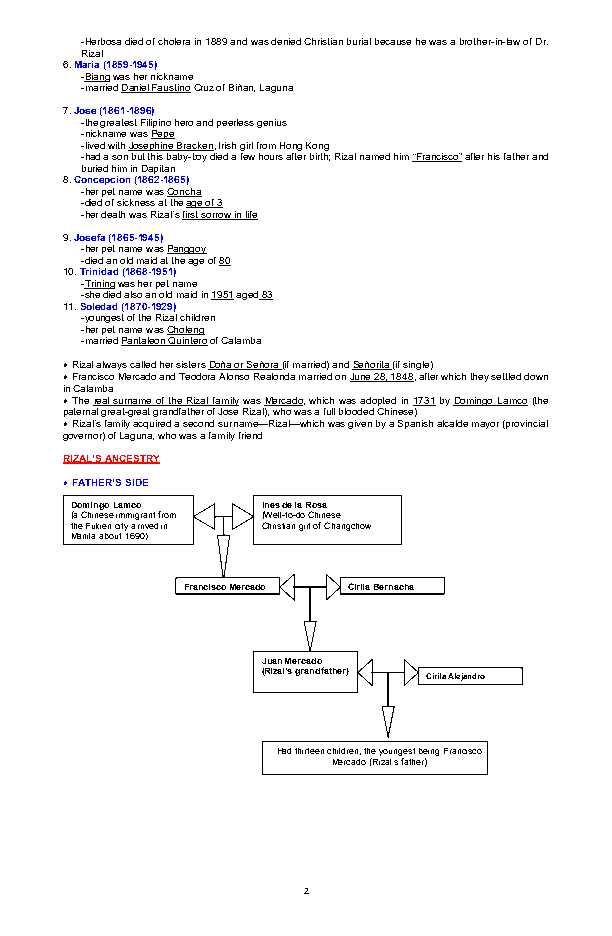 -Herbosa died of cholera in 1889 and was denied Christian burial because he was a brother-in-law of Dr.
Rizal
6. Maria (1859-1945)
-Biang was her nickname
-married Daniel Faustino Cruz of Biñan, Laguna
7. Jose (1861-1896)
-the greatest Filipino hero and peerless genius
-nickname was Pepe
-lived with Josephine Bracken, Irish girl from Hong Kong
-had a son but this baby-boy died a few hours after birth; Rizal named him “Francisco” after his father and
buried him in Dapitan
8. Concepcion (1862-1865)
-her pet name was Concha
-died of sickness at the age of 3
-her death was Rizal’s first sorrow in life
9. Josefa (1865-1945)
-her pet name was Panggoy
-died an old maid at the age of 80
10. Trinidad (1868-1951)
-Trining was her pet name
-she died also an old maid in 1951 aged 83
11. Soledad (1870-1929)
-youngest of the Rizal children
-her pet name was Choleng
-married Pantaleon Quintero of Calamba
• Rizal always called her sisters Doña or Señora (if married) and Señorita (if single)
• Francisco Mercado and Teodora Alonso Realonda married on June 28, 1848, after which they settled down
in Calamba
• The real surname of the Rizal family was Mercado, which was adopted in 1731 by Domingo Lamco (the
paternal great-great grandfather of Jose Rizal), who was a full blooded Chinese)
• Rizal’s family acquired a second surname—Rizal—which was given by a Spanish alcalde mayor (provincial
governor) of Laguna, who was a family friend
RIZAL’S ANCESTRY
• FATHER’S SIDE
Domingo Lamco
(a Chinese immigrant from
the Fukien city arrived in
Manila about 1690)
Ines de la Rosa
(Well-to-do Chinese
Christian girl of Changchow
Francisco Mercado
Cirila Bernacha
Juan Mercado
(Rizal’s grandfather)
Cirila Alejandro
Had thirteen children, the youngest being Francisco
Mercado (Rizal’s father)
2